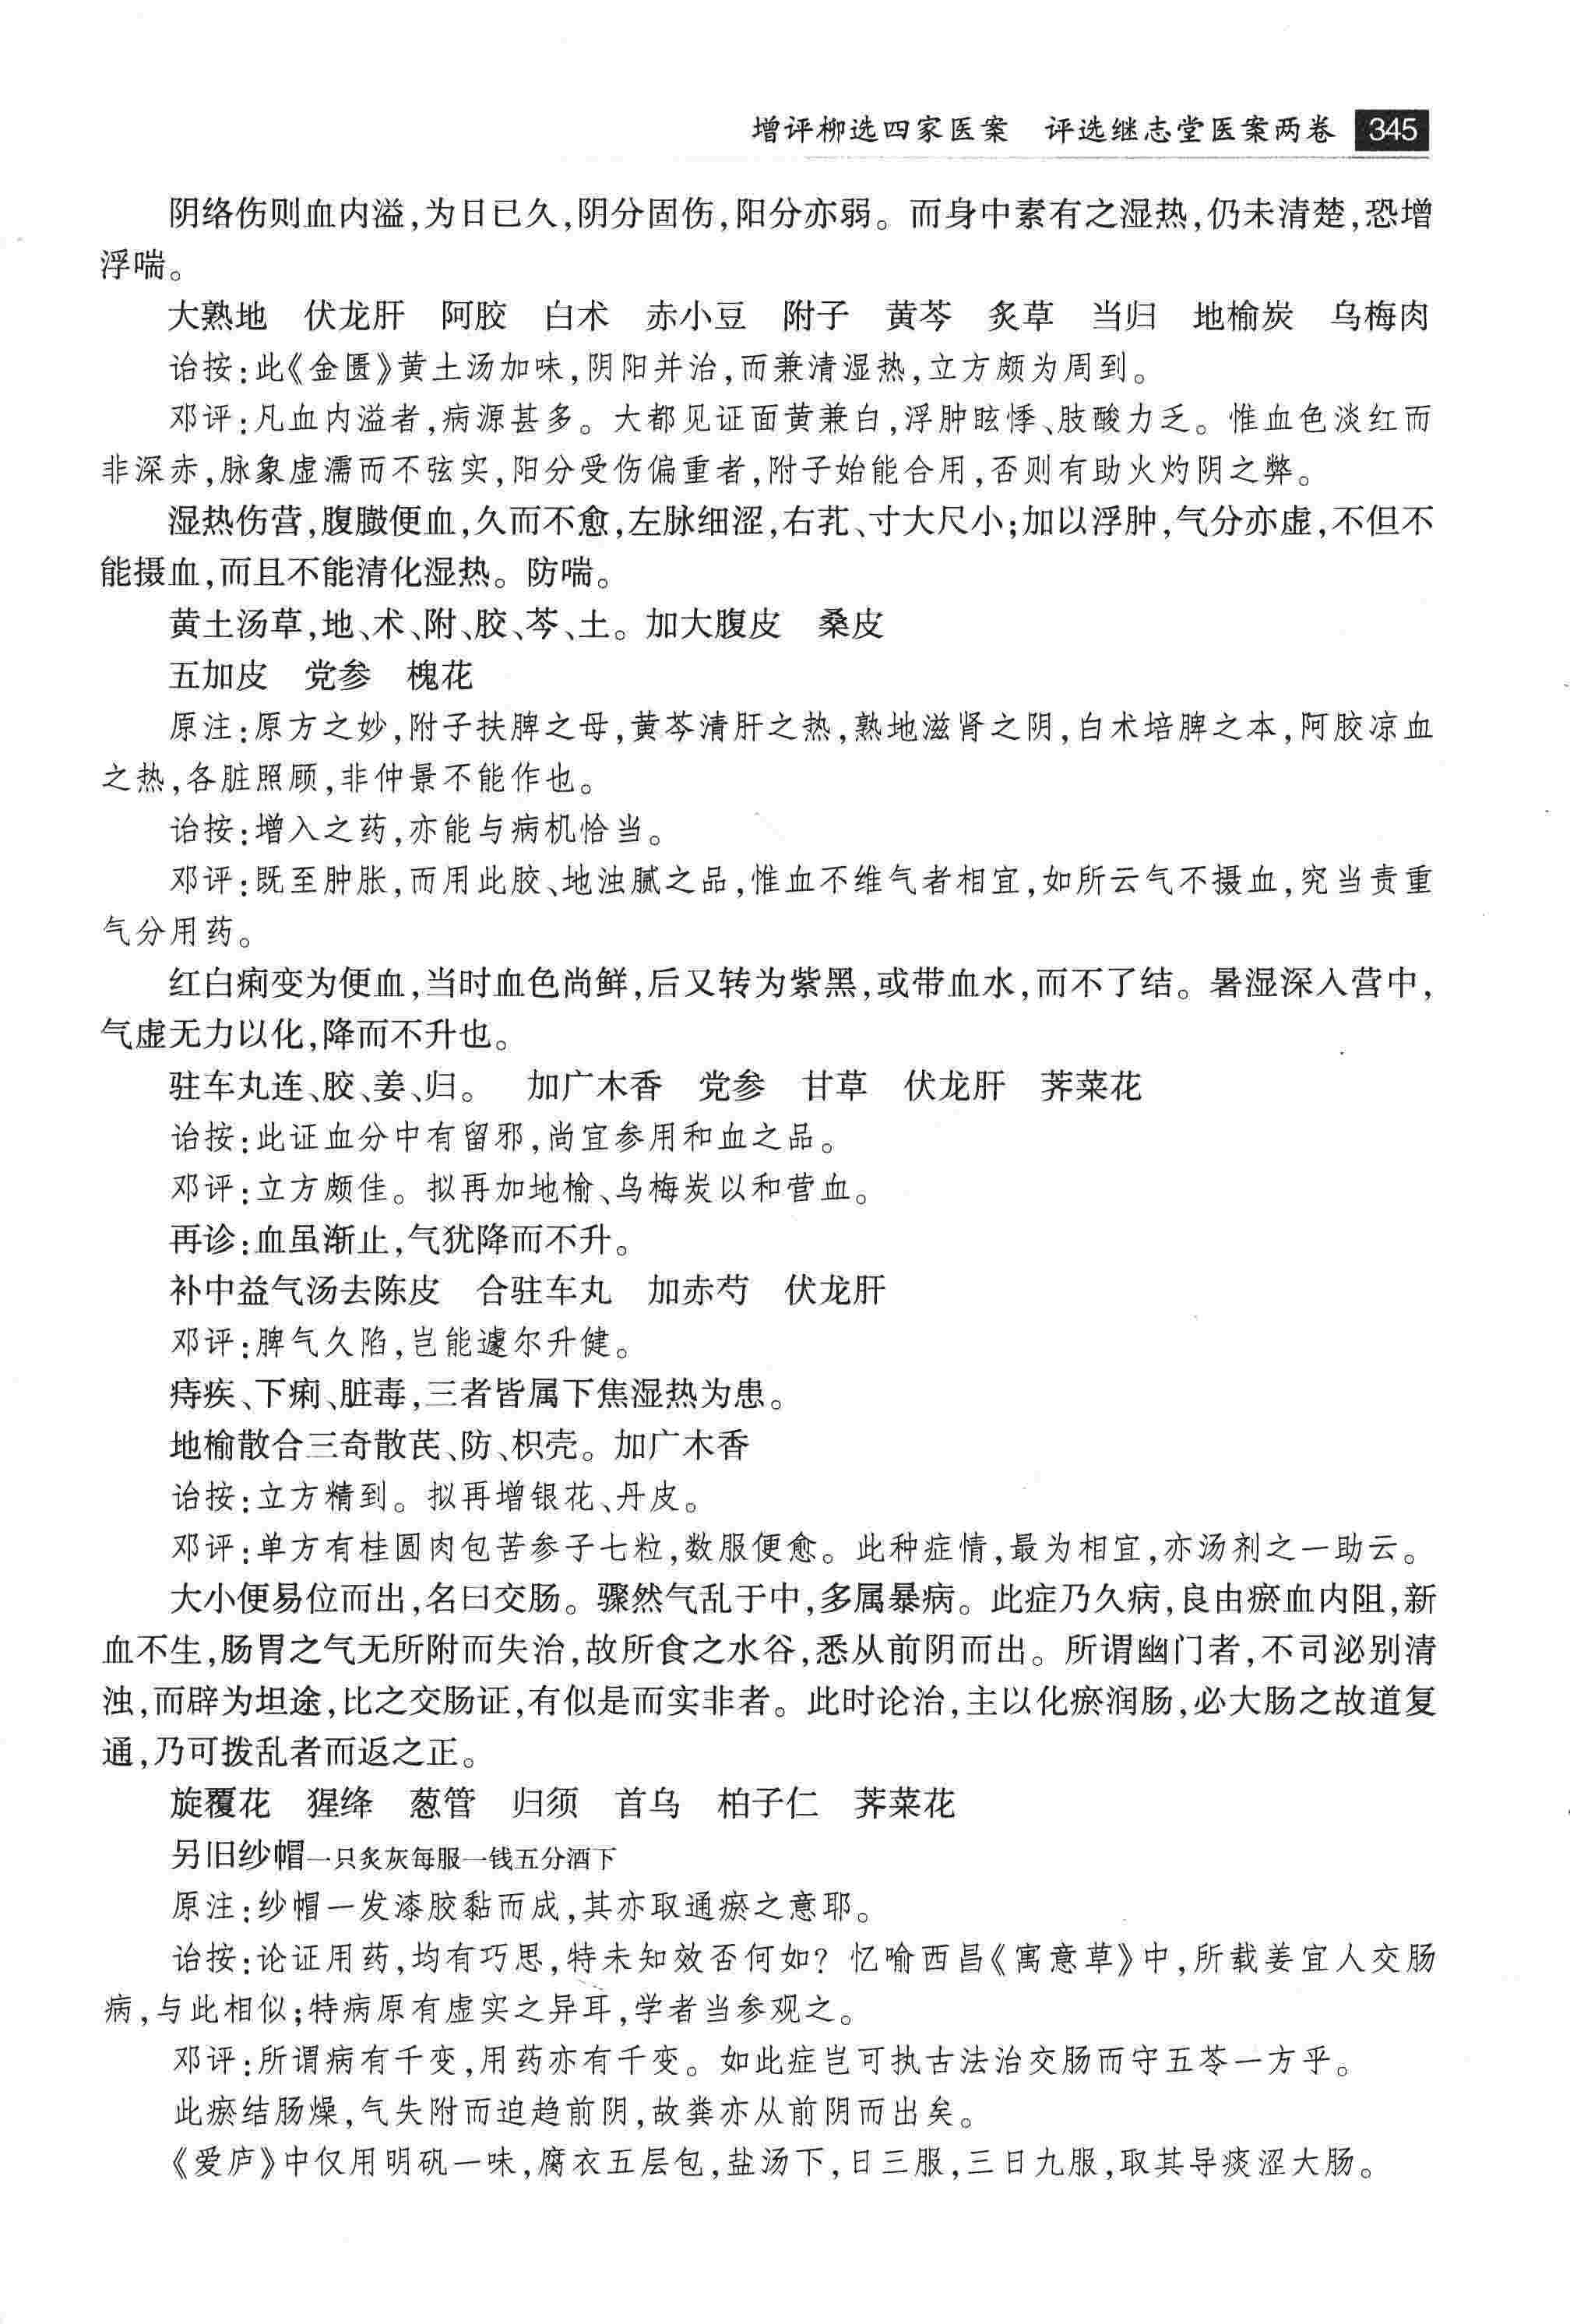 增评柳选四家医案　评选继志堂医案两卷 345
阴络伤则血内溢,为日已久,阴分固伤,阳分亦弱。而身中素有之湿热,仍未清楚,恐增
浮喘。
大熟地　伏龙肝　阿胶　白术　赤小豆　附子　黄芩　炙草　当归　地榆炭　乌梅肉
诒按:此《金匮》黄土汤加味,阴阳并治,而兼清湿热,立方颇为周到。
邓评:凡血内溢者,病源甚多。大都见证面黄兼白,浮肿眩悸、肢酸力乏。惟血色淡红而
非深赤,脉象虚濡而不弦实,阳分受伤偏重者,附子始能合用,否则有助火灼阴之弊。
湿热伤营,腹臌便血,久而不愈,左脉细涩,右芤、寸大尺小;加以浮肿,气分亦虚,不但不
能摄血,而且不能清化湿热。防喘。
黄土汤草,地、术、附、胶、芩、土。加大腹皮　桑皮
五加皮　党参　槐花
原注:原方之妙,附子扶脾之母,黄芩清肝之热,熟地滋肾之阴,白术培脾之本,阿胶凉血
之热,各脏照顾,非仲景不能作也。
诒按:增入之药,亦能与病机恰当。
邓评:既至肿胀,而用此胶、地浊腻之品,惟血不维气者相宜,如所云气不摄血,究当责重
气分用药。
红白痢变为便血,当时血色尚鲜,后又转为紫黑,或带血水,而不了结。暑湿深入营中,
气虚无力以化,降而不升也。
驻车丸连、胶、姜、归。　加广木香　党参　甘草　伏龙肝　荠菜花
诒按:此证血分中有留邪,尚宜参用和血之品。
邓评:立方颇佳。拟再加地榆、乌梅炭以和营血。
再诊:血虽渐止,气犹降而不升。
补中益气汤去陈皮　合驻车丸　加赤芍　伏龙肝
邓评:脾气久陷,岂能遽尔升健。
痔疾、下痢、脏毒,三者皆属下焦湿热为患。
地榆散合三奇散芪、防、枳壳。加广木香
诒按:立方精到。拟再增银花、丹皮。
邓评:单方有桂圆肉包苦参子七粒,数服便愈。此种症情,最为相宜,亦汤剂之一助云。
大小便易位而出,名曰交肠。骤然气乱于中,多属暴病。此症乃久病,良由瘀血内阻,新
血不生,肠胃之气无所附而失治,故所食之水谷,悉从前阴而出。所谓幽门者,不司泌别清
浊,而辟为坦途,比之交肠证,有似是而实非者。此时论治,主以化瘀润肠,必大肠之故道复
通,乃可拨乱者而返之正。
旋覆花　猩绛　葱管　归须　首乌　柏子仁　荠菜花
另旧纱帽一只炙灰每服一钱五分酒下
原注:纱帽一发漆胶黏而成,其亦取通瘀之意耶。
诒按:论证用药,均有巧思,特未知效否何如?忆喻西昌《寓意草》中,所载姜宜人交肠
病,与此相似;特病原有虚实之异耳,学者当参观之。
邓评:所谓病有千变,用药亦有千变。如此症岂可执古法治交肠而守五苓一方乎。
此瘀结肠燥,气失附而迫趋前阴,故粪亦从前阴而出矣。
《爱庐》中仅用明矾一味,腐衣五层包,盐汤下,日三服,三日九服,取其导痰涩大肠。